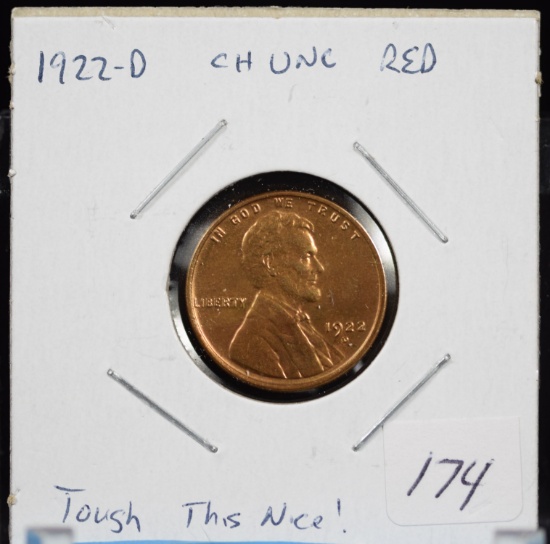 1922-D CH UNC RED
IN GOD WE TRUST
LIBERTY
1922
D
174
Tough This Nice!